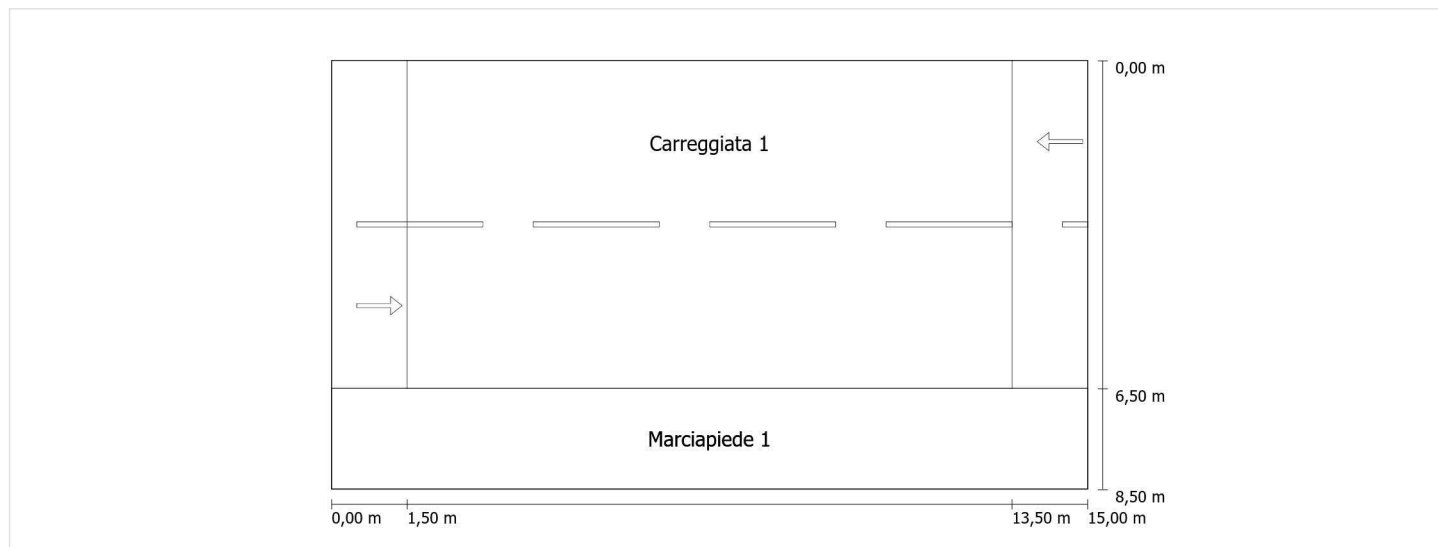 0,00 m
Carreggiata 1
6,50 m
Marciapiede 1
8,50 m
0,00 m
1,50 m
13,50 m
15,00 m